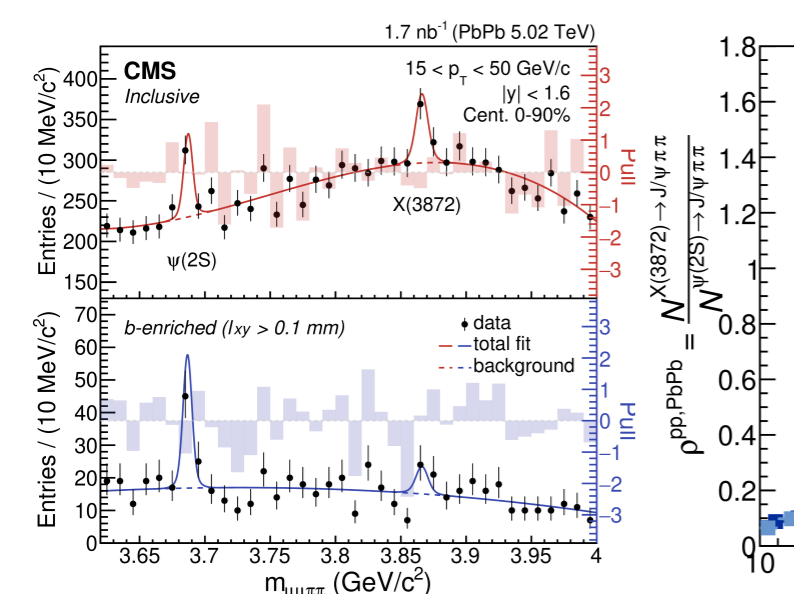 1.7 nb⁻¹ (PbPb 5.02 TeV)
CMS
Inclusive
15 < p_T < 50 GeV/c
|y| < 1.6
Cent. 0-90%
Entries / (10 MeV/c²)
400
350
300
250
200
150
3
2
1
0
−1
−2
−3
Pull
X(3872)
ψ(2S)
b-enriched (l_xy > 0.1 mm)
data
total fit
background
Entries / (10 MeV/c²)
70
60
50
40
30
20
10
0
3
2
1
0
−1
−2
−3
Pull
3.65
3.7
3.75
3.8
3.85
3.9
3.95
4
m_μμππ (GeV/c²)
ρ^pp,PbPb = N^X(3872)→J/ψππ / N^ψ(2S)→J/ψππ
1.8
1.6
1.4
1.2
1
0.8
0.6
0.4
0.2
0
10